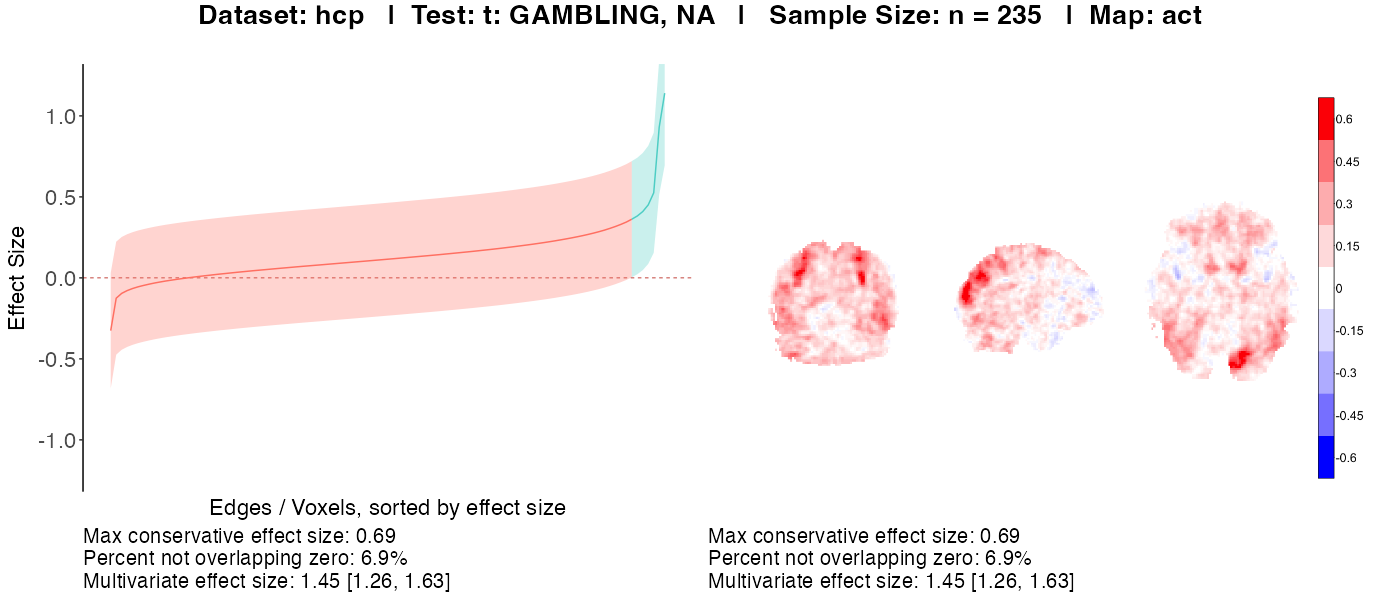 Dataset: hcp | Test: t: GAMBLING, NA | Sample Size: n = 235 | Map: act
Effect Size
1.0
0.5
0.0
-0.5
-1.0
Edges / Voxels, sorted by effect size
Max conservative effect size: 0.69
Percent not overlapping zero: 6.9%
Multivariate effect size: 1.45 [1.26, 1.63]
0.6
0.45
0.3
0.15
0
-0.15
-0.3
-0.45
-0.6
Max conservative effect size: 0.69
Percent not overlapping zero: 6.9%
Multivariate effect size: 1.45 [1.26, 1.63]